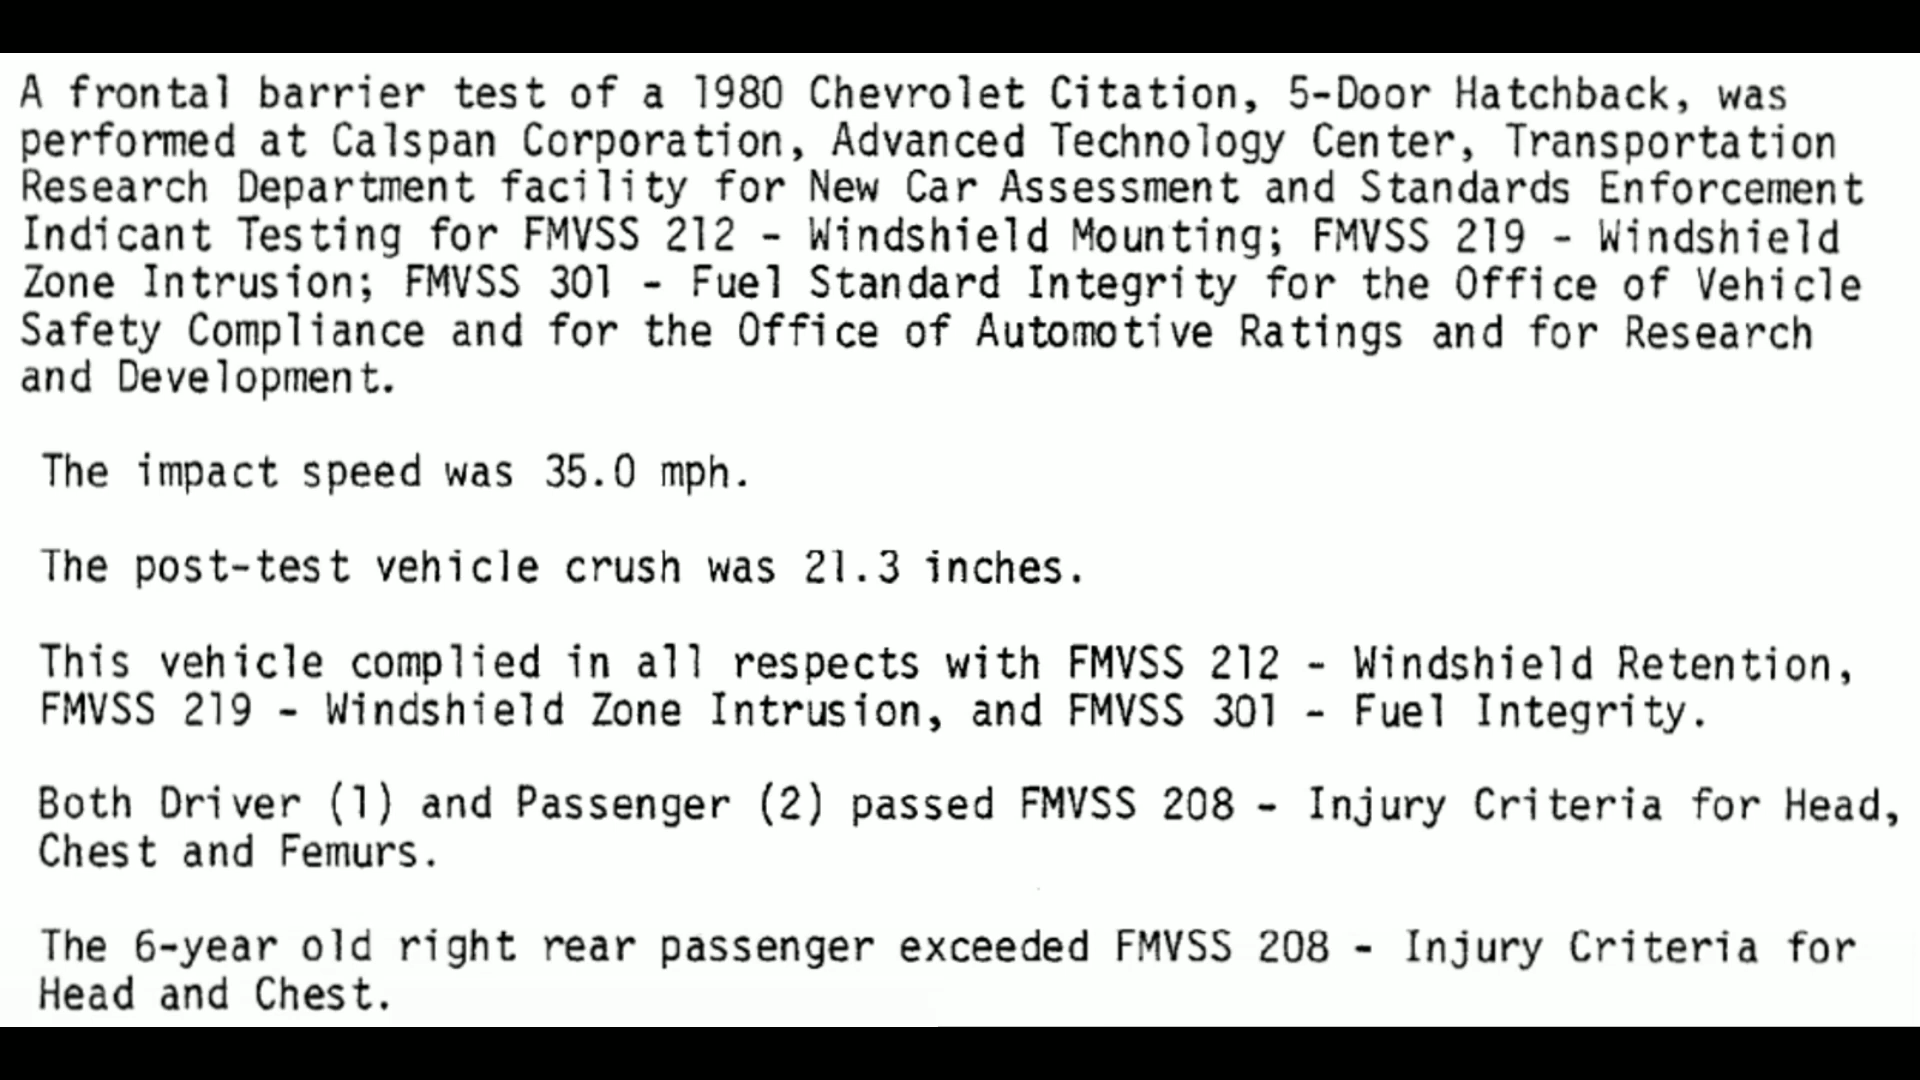 A frontal barrier test of a 1980 Chevrolet Citation, 5-Door Hatchback, was
performed at Calspan Corporation, Advanced Technology Center, Transportation
Research Department facility for New Car Assessment and Standards Enforcement
Indicant Testing for FMVSS 212 - Windshield Mounting; FMVSS 219 - Windshield
Zone Intrusion; FMVSS 301 - Fuel Standard Integrity for the Office of Vehicle
Safety Compliance and for the Office of Automotive Ratings and for Research
and Development.
The impact speed was 35.0 mph.
The post-test vehicle crush was 21.3 inches.
This vehicle complied in all respects with FMVSS 212 - Windshield Retention,
FMVSS 219 - Windshield Zone Intrusion, and FMVSS 301 - Fuel Integrity.
Both Driver (1) and Passenger (2) passed FMVSS 208 - Injury Criteria for Head,
Chest and Femurs.
The 6-year old right rear passenger exceeded FMVSS 208 - Injury Criteria for
Head and Chest.